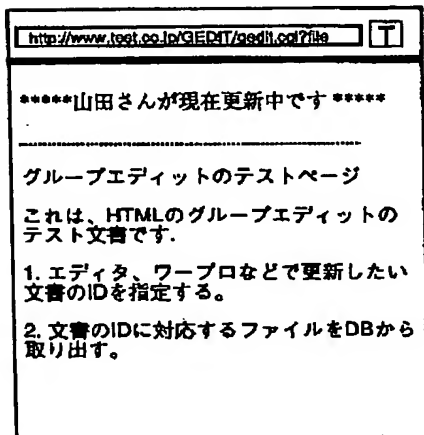 http://www.test.co.jp/GEDIT/gedit.cgi?file
T
*****山田さんが現在更新中です*****
グループエディットのテストページ
これは、HTMLのグループエディットの
テスト文書です.
1. エディタ、ワープロなどで更新したい
文書のIDを指定する。
2. 文書のIDに対応するファイルをDBから
取り出す。